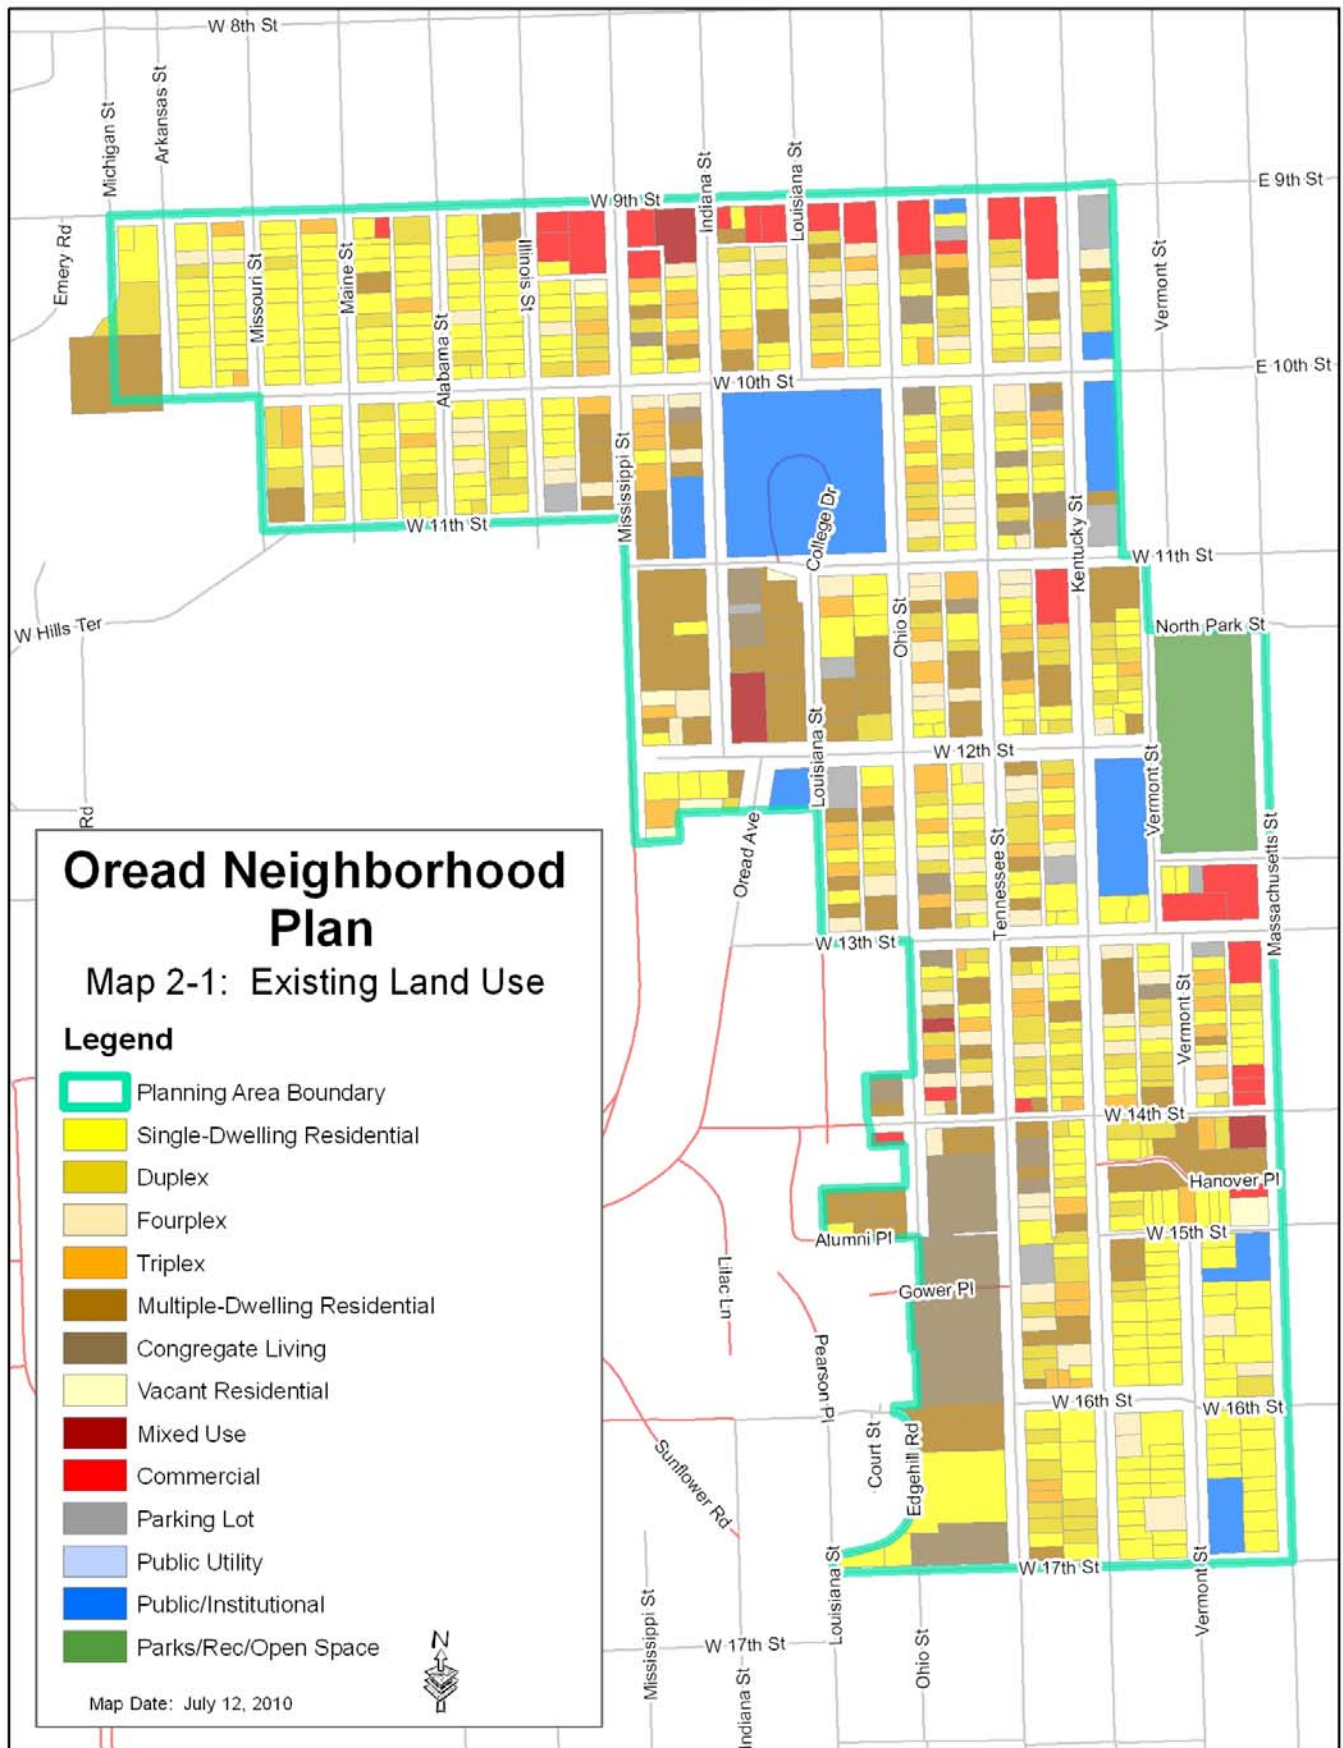 W 8th St
Michigan St
Arkansas St
Indiana St
Louisiana St
E 9th St
W 9th St
Emery Rd
Missouri St
Maine St
Alabama St
Illinois St
Vermont St
E 10th St
W 10th St
Mississippi St
College Dr
Kentucky St
W 11th St
W 11th St
W Hills Ter
Ohio St
North Park St
Louisiana St
W 12th St
Vermont St
Rd
Oread Ave
Tennessee St
Massachusetts St
W 13th St
Vermont St
W 14th St
Hanover Pl
W 15th St
Alumni Pl
Lilac Ln
Gower Pl
Pearson Pl
W 16th St
W 16th St
Court St
Edgehill Rd
Sunflower Rd
W 17th St
Louisiana St
Vermont St
Mississippi St
W 17th St
Indiana St
Ohio St
Oread Neighborhood
Plan
Map 2-1: Existing Land Use
Legend
Planning Area Boundary
Single-Dwelling Residential
Duplex
Fourplex
Triplex
Multiple-Dwelling Residential
Congregate Living
Vacant Residential
Mixed Use
Commercial
Parking Lot
Public Utility
Public/Institutional
Parks/Rec/Open Space
N
Map Date: July 12, 2010